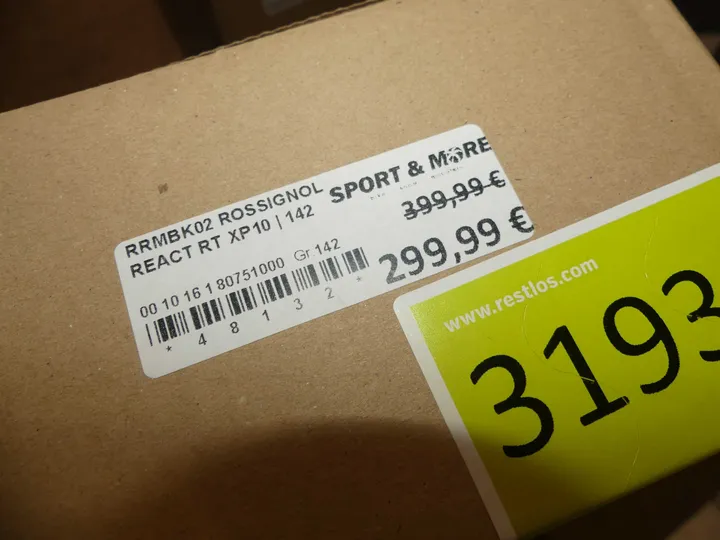 RRMBK02 ROSSIGNOL
REACT RT XP10 | 142
SPORT & MORE
399,99 €
299,99 €
00 10 16 1 80751000 Gr 142
* 4 8 1 3 2 *
www.restlos.com
3193